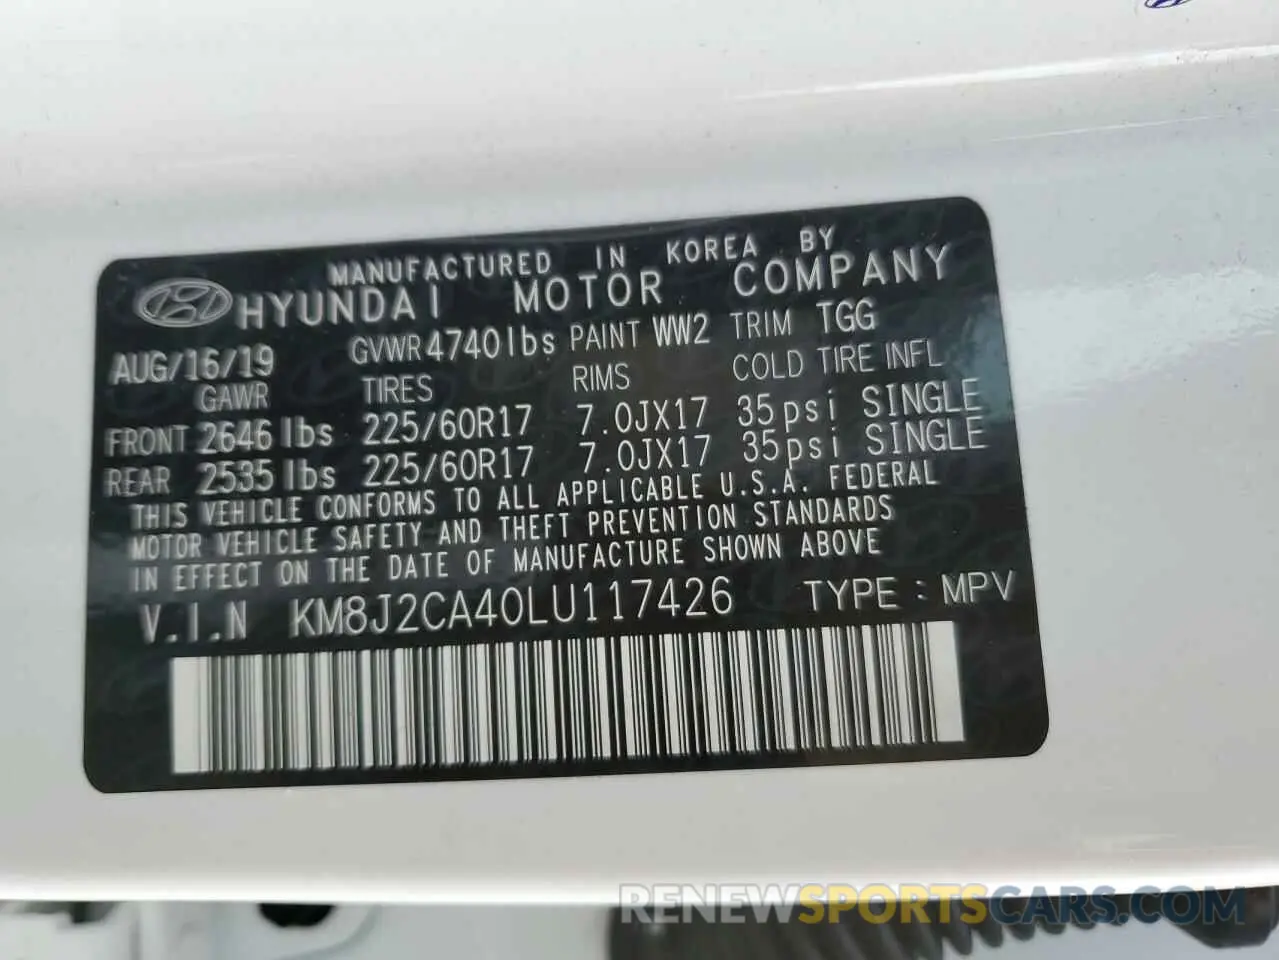 MANUFACTURED IN KOREA BY
HYUNDAI MOTOR COMPANY
AUG/16/19 GVWR 4740lbs PAINT WW2 TRIM TGG
GAWR TIRES RIMS COLD TIRE INFL
FRONT 2646 lbs 225/60R17 7.0JX17 35psi SINGLE
REAR 2535 lbs 225/60R17 7.0JX17 35psi SINGLE
THIS VEHICLE CONFORMS TO ALL APPLICABLE U.S.A. FEDERAL
MOTOR VEHICLE SAFETY AND THEFT PREVENTION STANDARDS
IN EFFECT ON THE DATE OF MANUFACTURE SHOWN ABOVE
V.I.N KM8J2CA40LU117426 TYPE : MPV
RENEWSPORTSCARS.COM